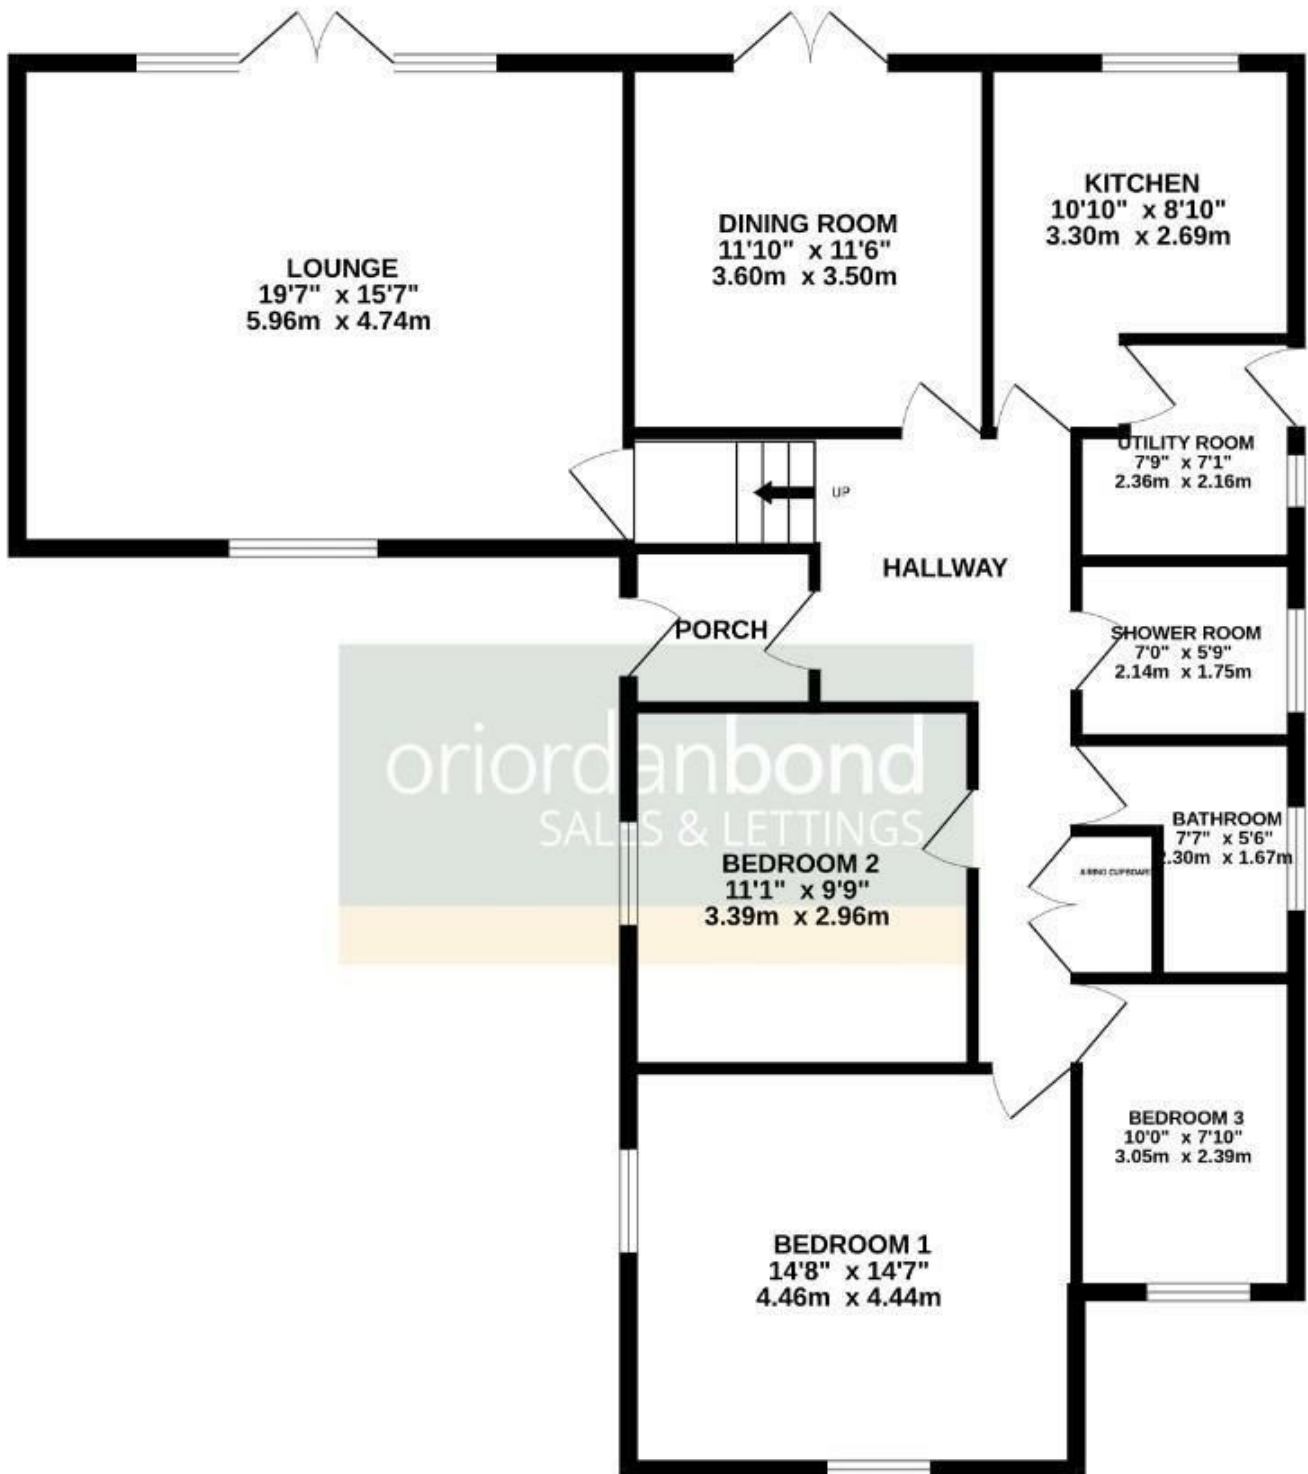 LOUNGE
19'7" x 15'7"
5.96m x 4.74m
DINING ROOM
11'10" x 11'6"
3.60m x 3.50m
KITCHEN
10'10" x 8'10"
3.30m x 2.69m
UTILITY ROOM
7'9" x 7'1"
2.36m x 2.16m
UP
HALLWAY
PORCH
SHOWER ROOM
7'0" x 5'9"
2.14m x 1.75m
oriordanbond
SALES & LETTINGS
BATHROOM
7'7" x 5'6"
2.30m x 1.67m
AIRING CUPBOARD
BEDROOM 2
11'1" x 9'9"
3.39m x 2.96m
BEDROOM 3
10'0" x 7'10"
3.05m x 2.39m
BEDROOM 1
14'8" x 14'7"
4.46m x 4.44m